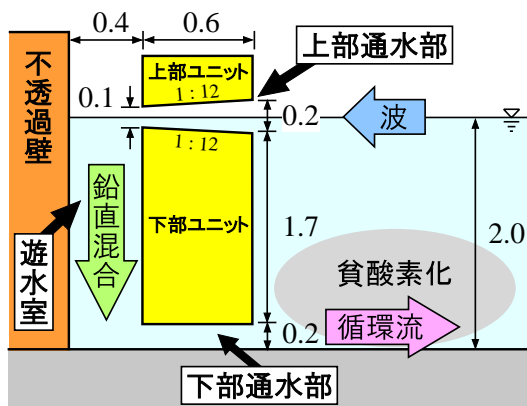 0.4
0.6
上部通水部
不透過壁
上部ユニット
1 : 12
0.1
0.2
波
1 : 12
鉛直混合
下部ユニット
1.7
2.0
遊水室
貧酸素化
循環流
0.2
下部通水部